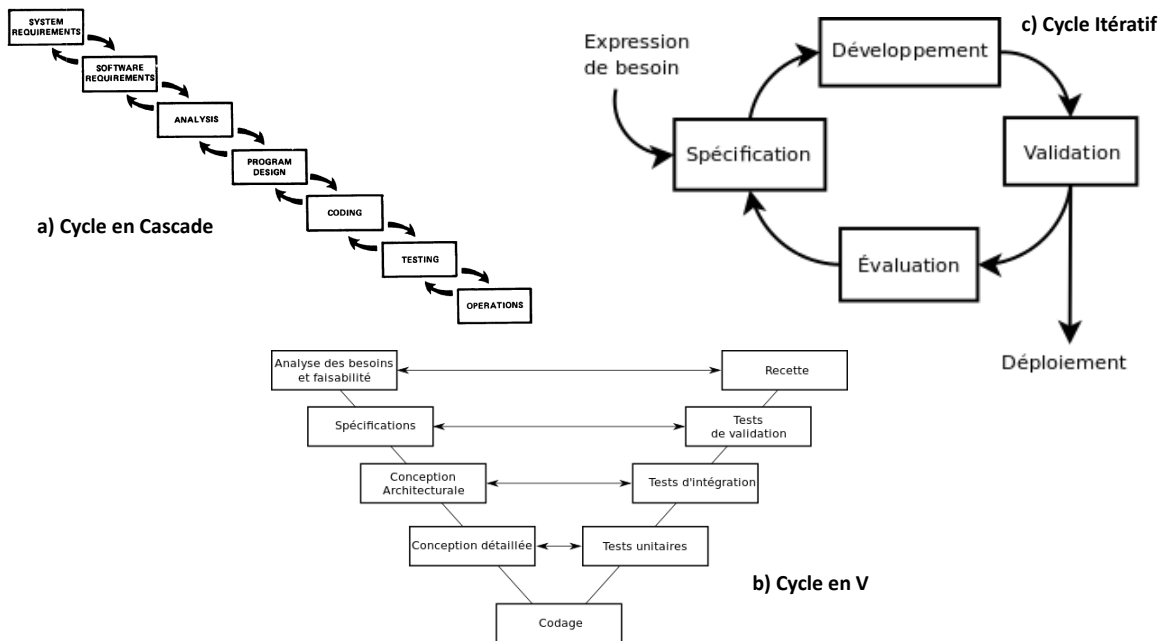 SYSTEM
REQUIREMENTS
SOFTWARE
REQUIREMENTS
ANALYSIS
PROGRAM
DESIGN
CODING
TESTING
OPERATIONS
a) Cycle en Cascade
c) Cycle Itératif
Expression
de besoin
Développement
Spécification
Validation
Évaluation
Déploiement
Analyse des besoins
et faisabilité
Recette
Spécifications
Tests
de validation
Conception
Architecturale
Tests d'intégration
Conception détaillée
Tests unitaires
Codage
b) Cycle en V